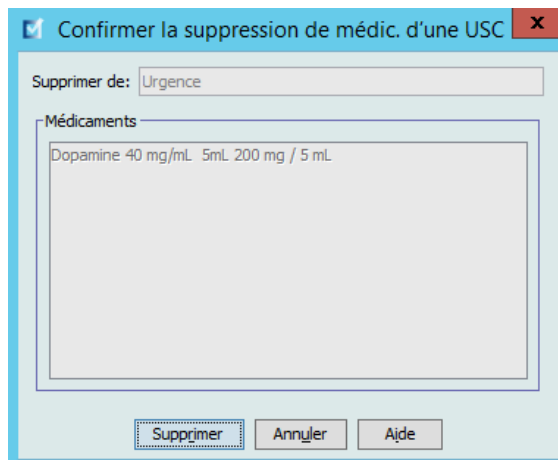 Confirmer la suppression de médic. d'une USC x
Supprimer de: Urgence
Médicaments
Dopamine 40 mg/mL 5mL 200 mg / 5 mL
Supprimer Annuler Aide